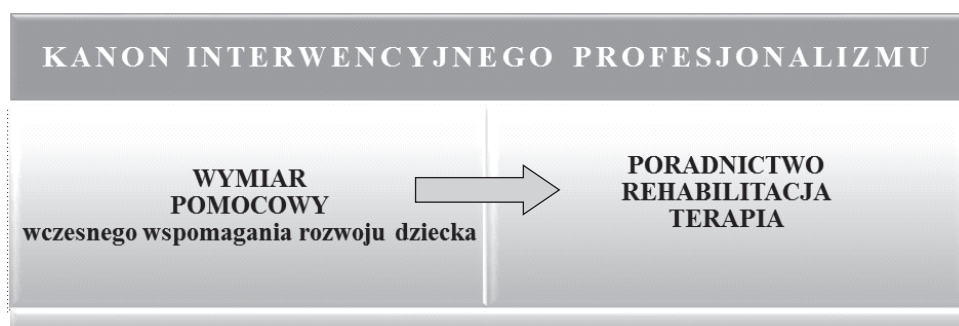 KANON INTERWENCYJNEGO PROFESJONALIZMU
WYMIAR
POMOCOWY
wczesnego wspomagania rozwoju dziecka
PORADNICTWO
REHABILITACJA
TERAPIA